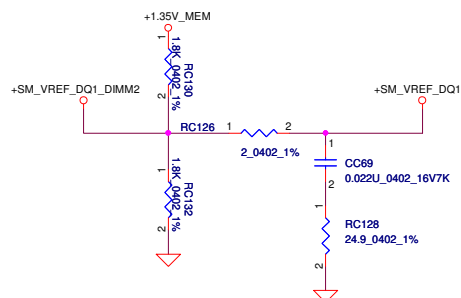 +1.35V_MEM
1
1.8K_0402_1%
RC130
2
+SM_VREF_DQ1_DIMM2
+SM_VREF_DQ1
RC126
1
2
2_0402_1%
1
CC69
0.022U_0402_16V7K
2
1
1.8K_0402_1%
RC132
2
1
RC128
24.9_0402_1%
2